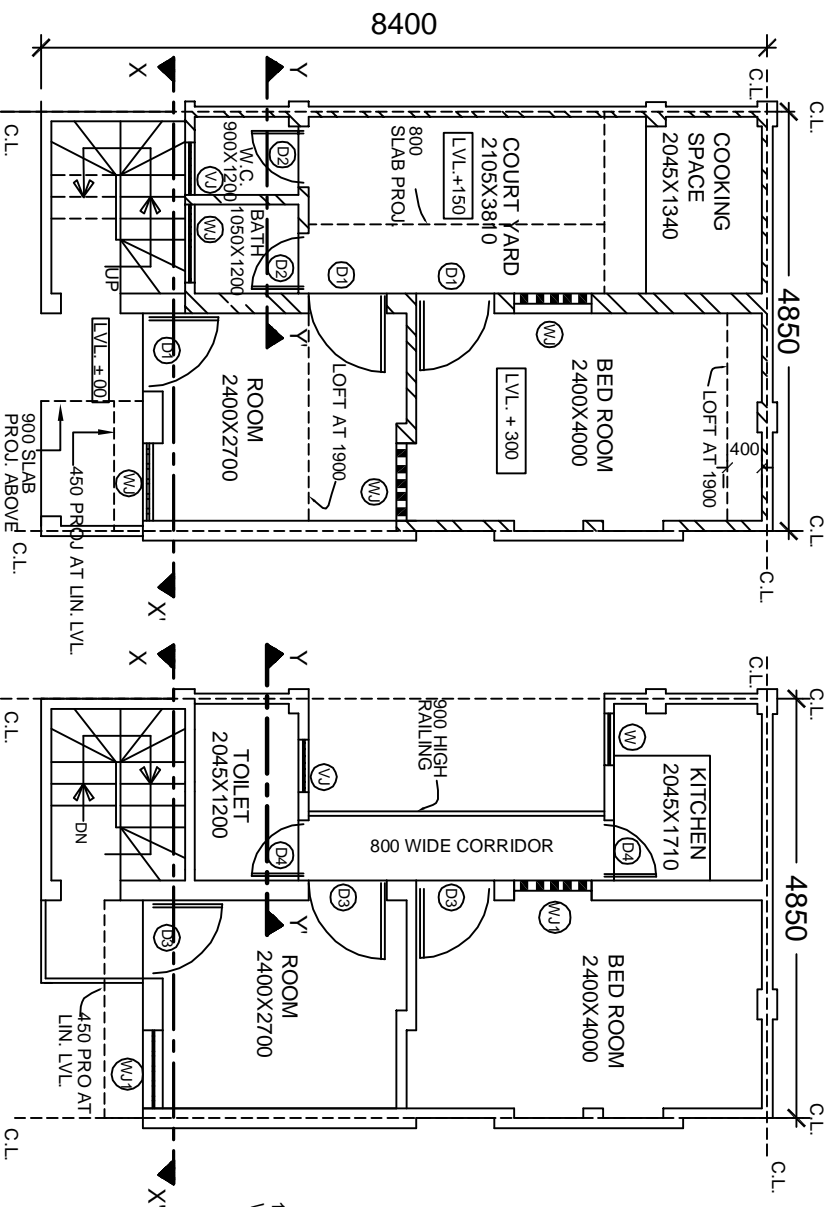 8400
C.L.
C.L.
4850
C.L.
C.L.
COOKING
SPACE
2045X1340
LOFT AT 1900
400
COURT YARD
2105X3810
LVL.+150
800
SLAB PROJ
BED ROOM
2400X4000
LVL. + 300
WJ
D1
D1
D2
W.C.
900X1200
VJ
BATH
1050X1200
WJ
D2
LOFT AT 1900
WJ
ROOM
2400X2700
D1
WJ
UP
LVL. ± 00
450 PROJ AT LIN. LVL.
900 SLAB
PROJ. ABOVE
X
Y
Y'
X'
C.L.
C.L.
C.L.
C.L.
4850
C.L.
C.L.
W
KITCHEN
2045X1710
D4
900 HIGH
RAILING
800 WIDE CORRIDOR
BED ROOM
2400X4000
WJ1
D3
D3
VJ
TOILET
2045X1200
D4
ROOM
2400X2700
D3
WJ1
DN
450 PRO AT
LIN. LVL.
X
Y
Y'
X'
C.L.
C.L.